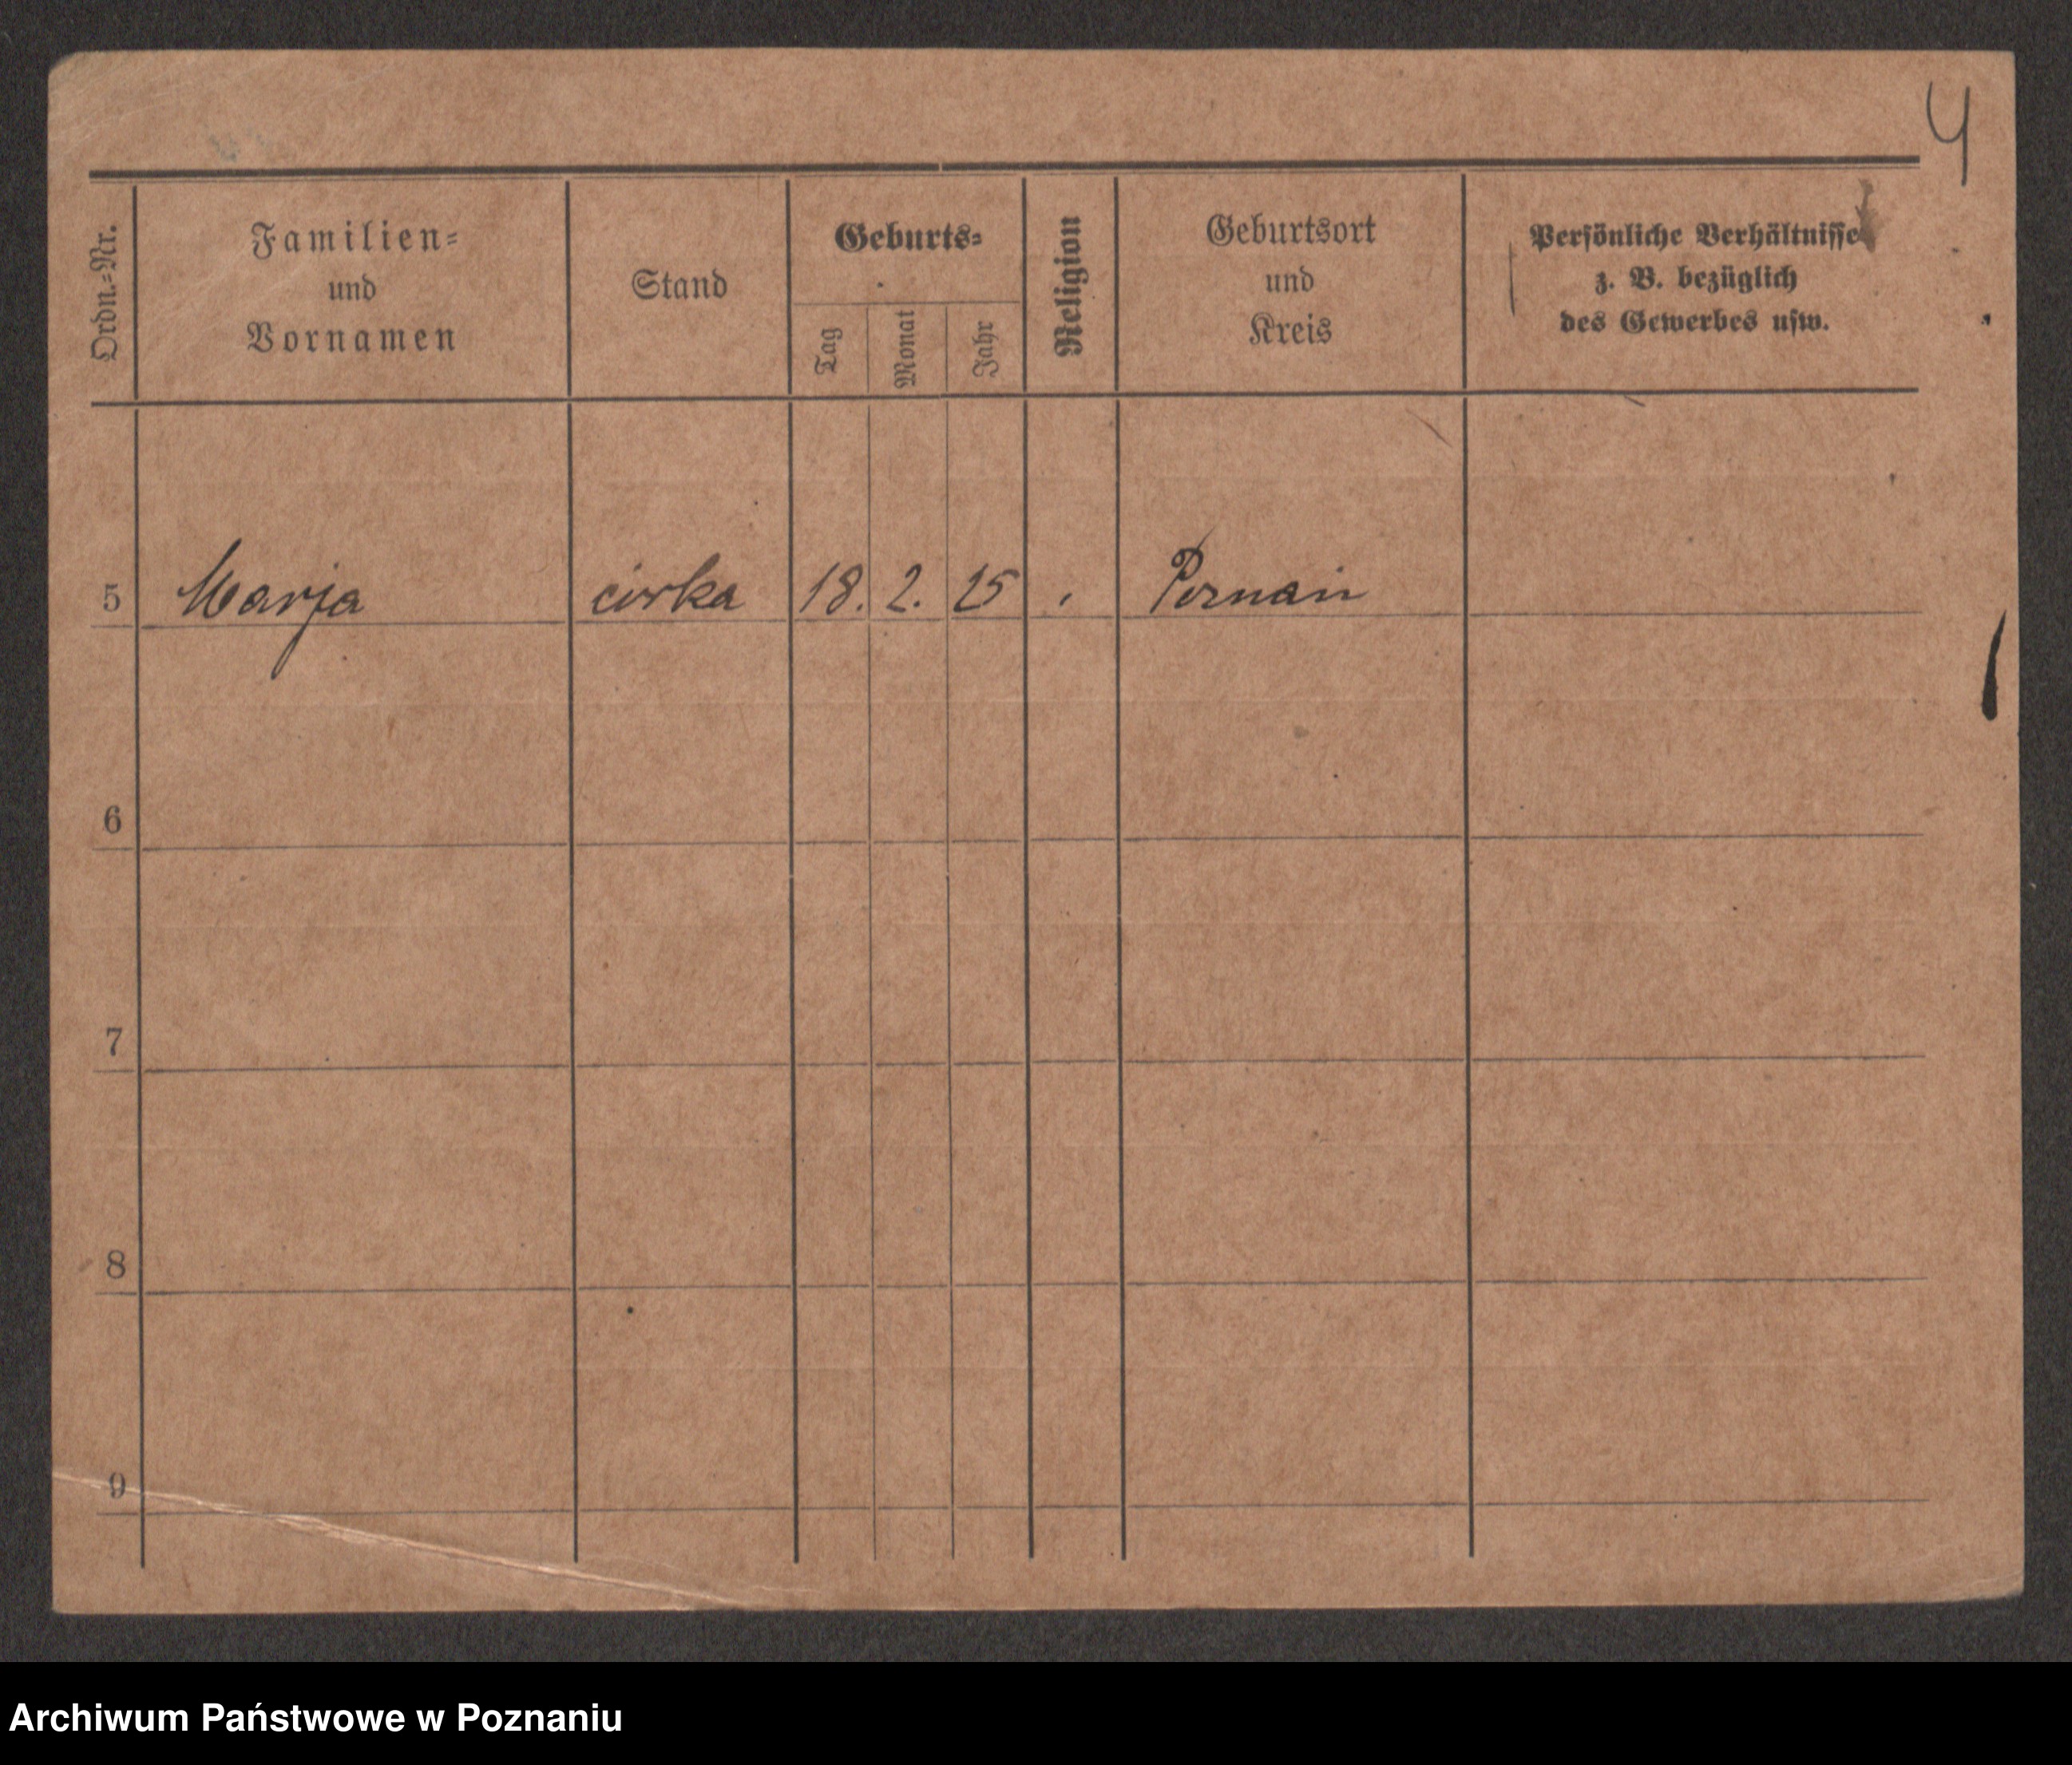 4
Ordn.-Nr.
Familien-
und
Vornamen
Stand
Geburts-
Tag
Monat
Jahr
Religion
Geburtsort
und
Kreis
Persönliche Verhältnisse
z. B. bezüglich
des Gewerbes usw.
5 Marja córka 18. 2. 25 Poznań
6
7
8
9
Archiwum Państwowe w Poznaniu